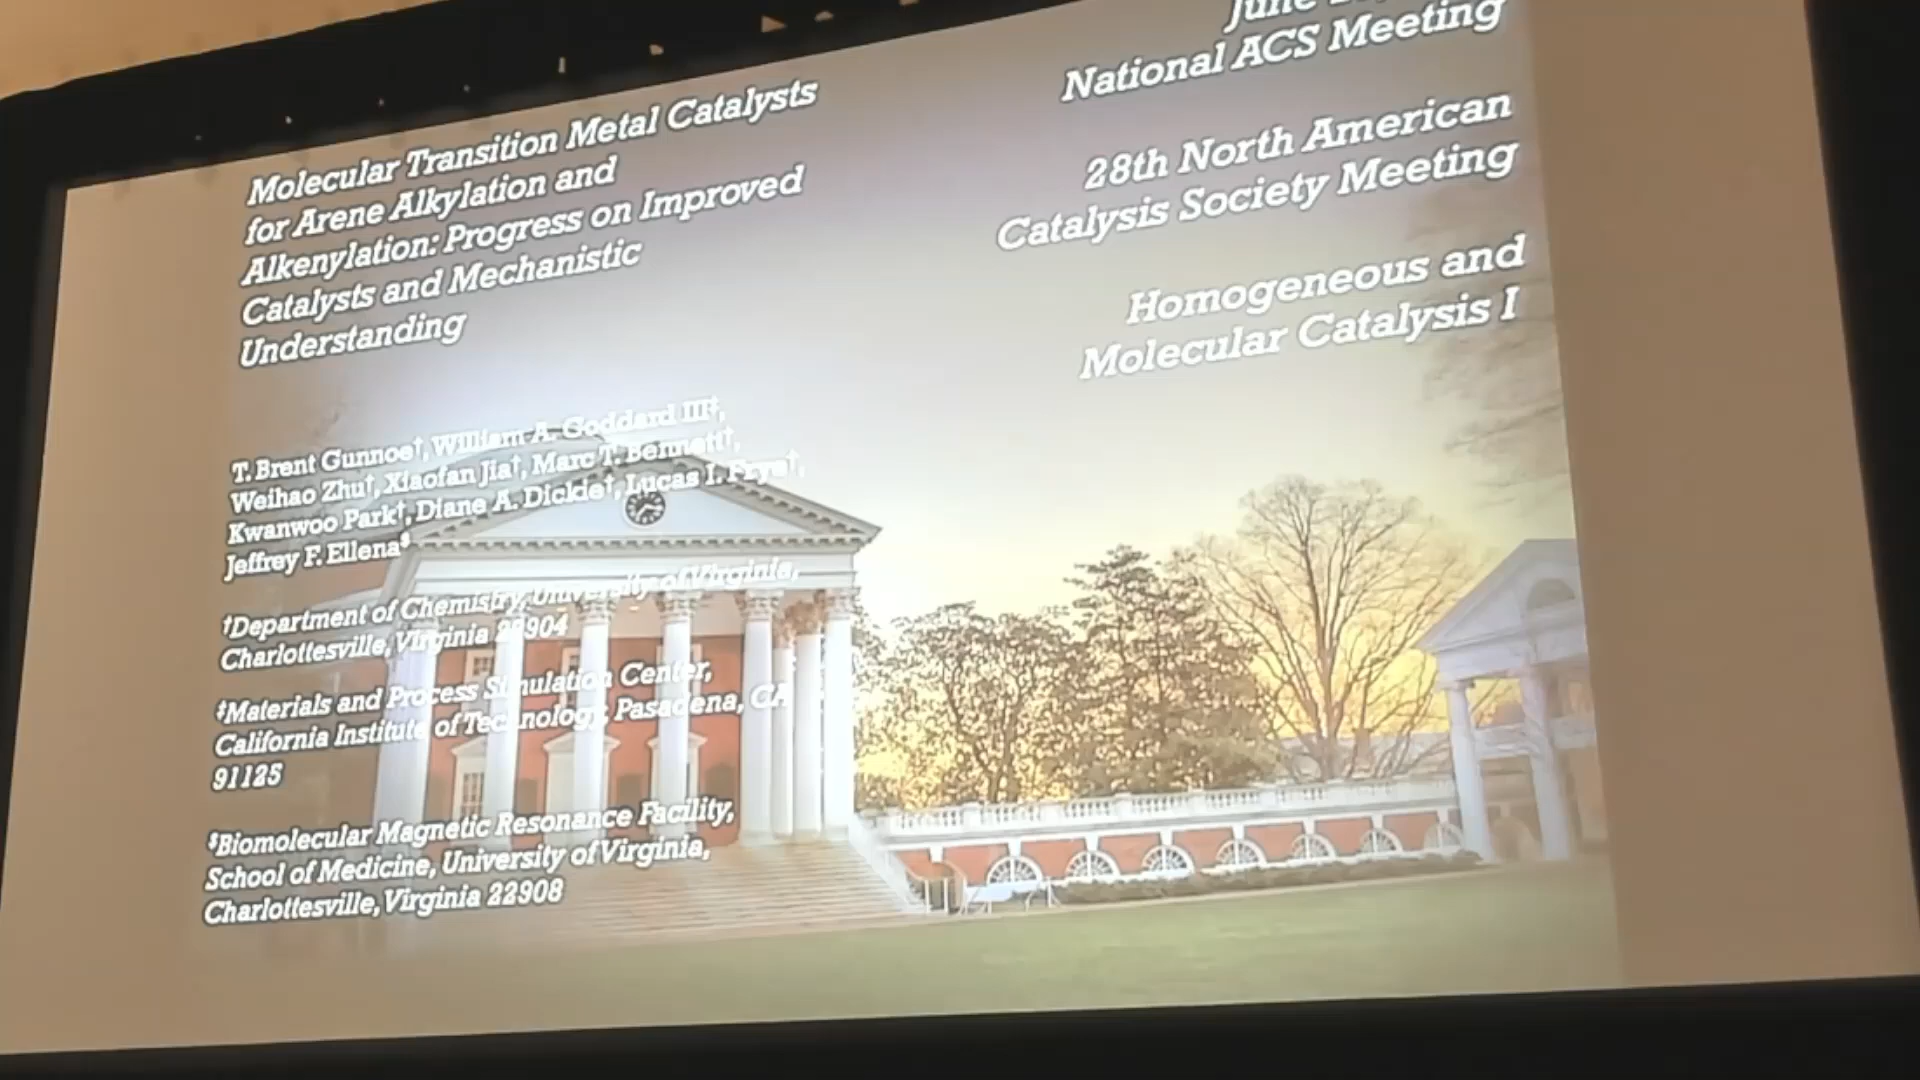 Molecular Transition Metal Catalysts
for Arene Alkylation and
Alkenylation: Progress on Improved
Catalysts and Mechanistic
Understanding
T. Brent Gunnoe†, William A. Goddard III‡,
Weihao Zhu†, Xiaofan Jia†, Marc T. Bennett†,
Kwanwoo Park†, Diane A. Dickie†, Lucas I. Frye†,
Jeffrey F. Ellena§
†Department of Chemistry, University of Virginia,
Charlottesville, Virginia 22904
‡Materials and Process Simulation Center,
California Institute of Technology, Pasadena, CA
91125
§Biomolecular Magnetic Resonance Facility,
School of Medicine, University of Virginia,
Charlottesville, Virginia 22908
June
National ACS Meeting
28th North American
Catalysis Society Meeting
Homogeneous and
Molecular Catalysis I